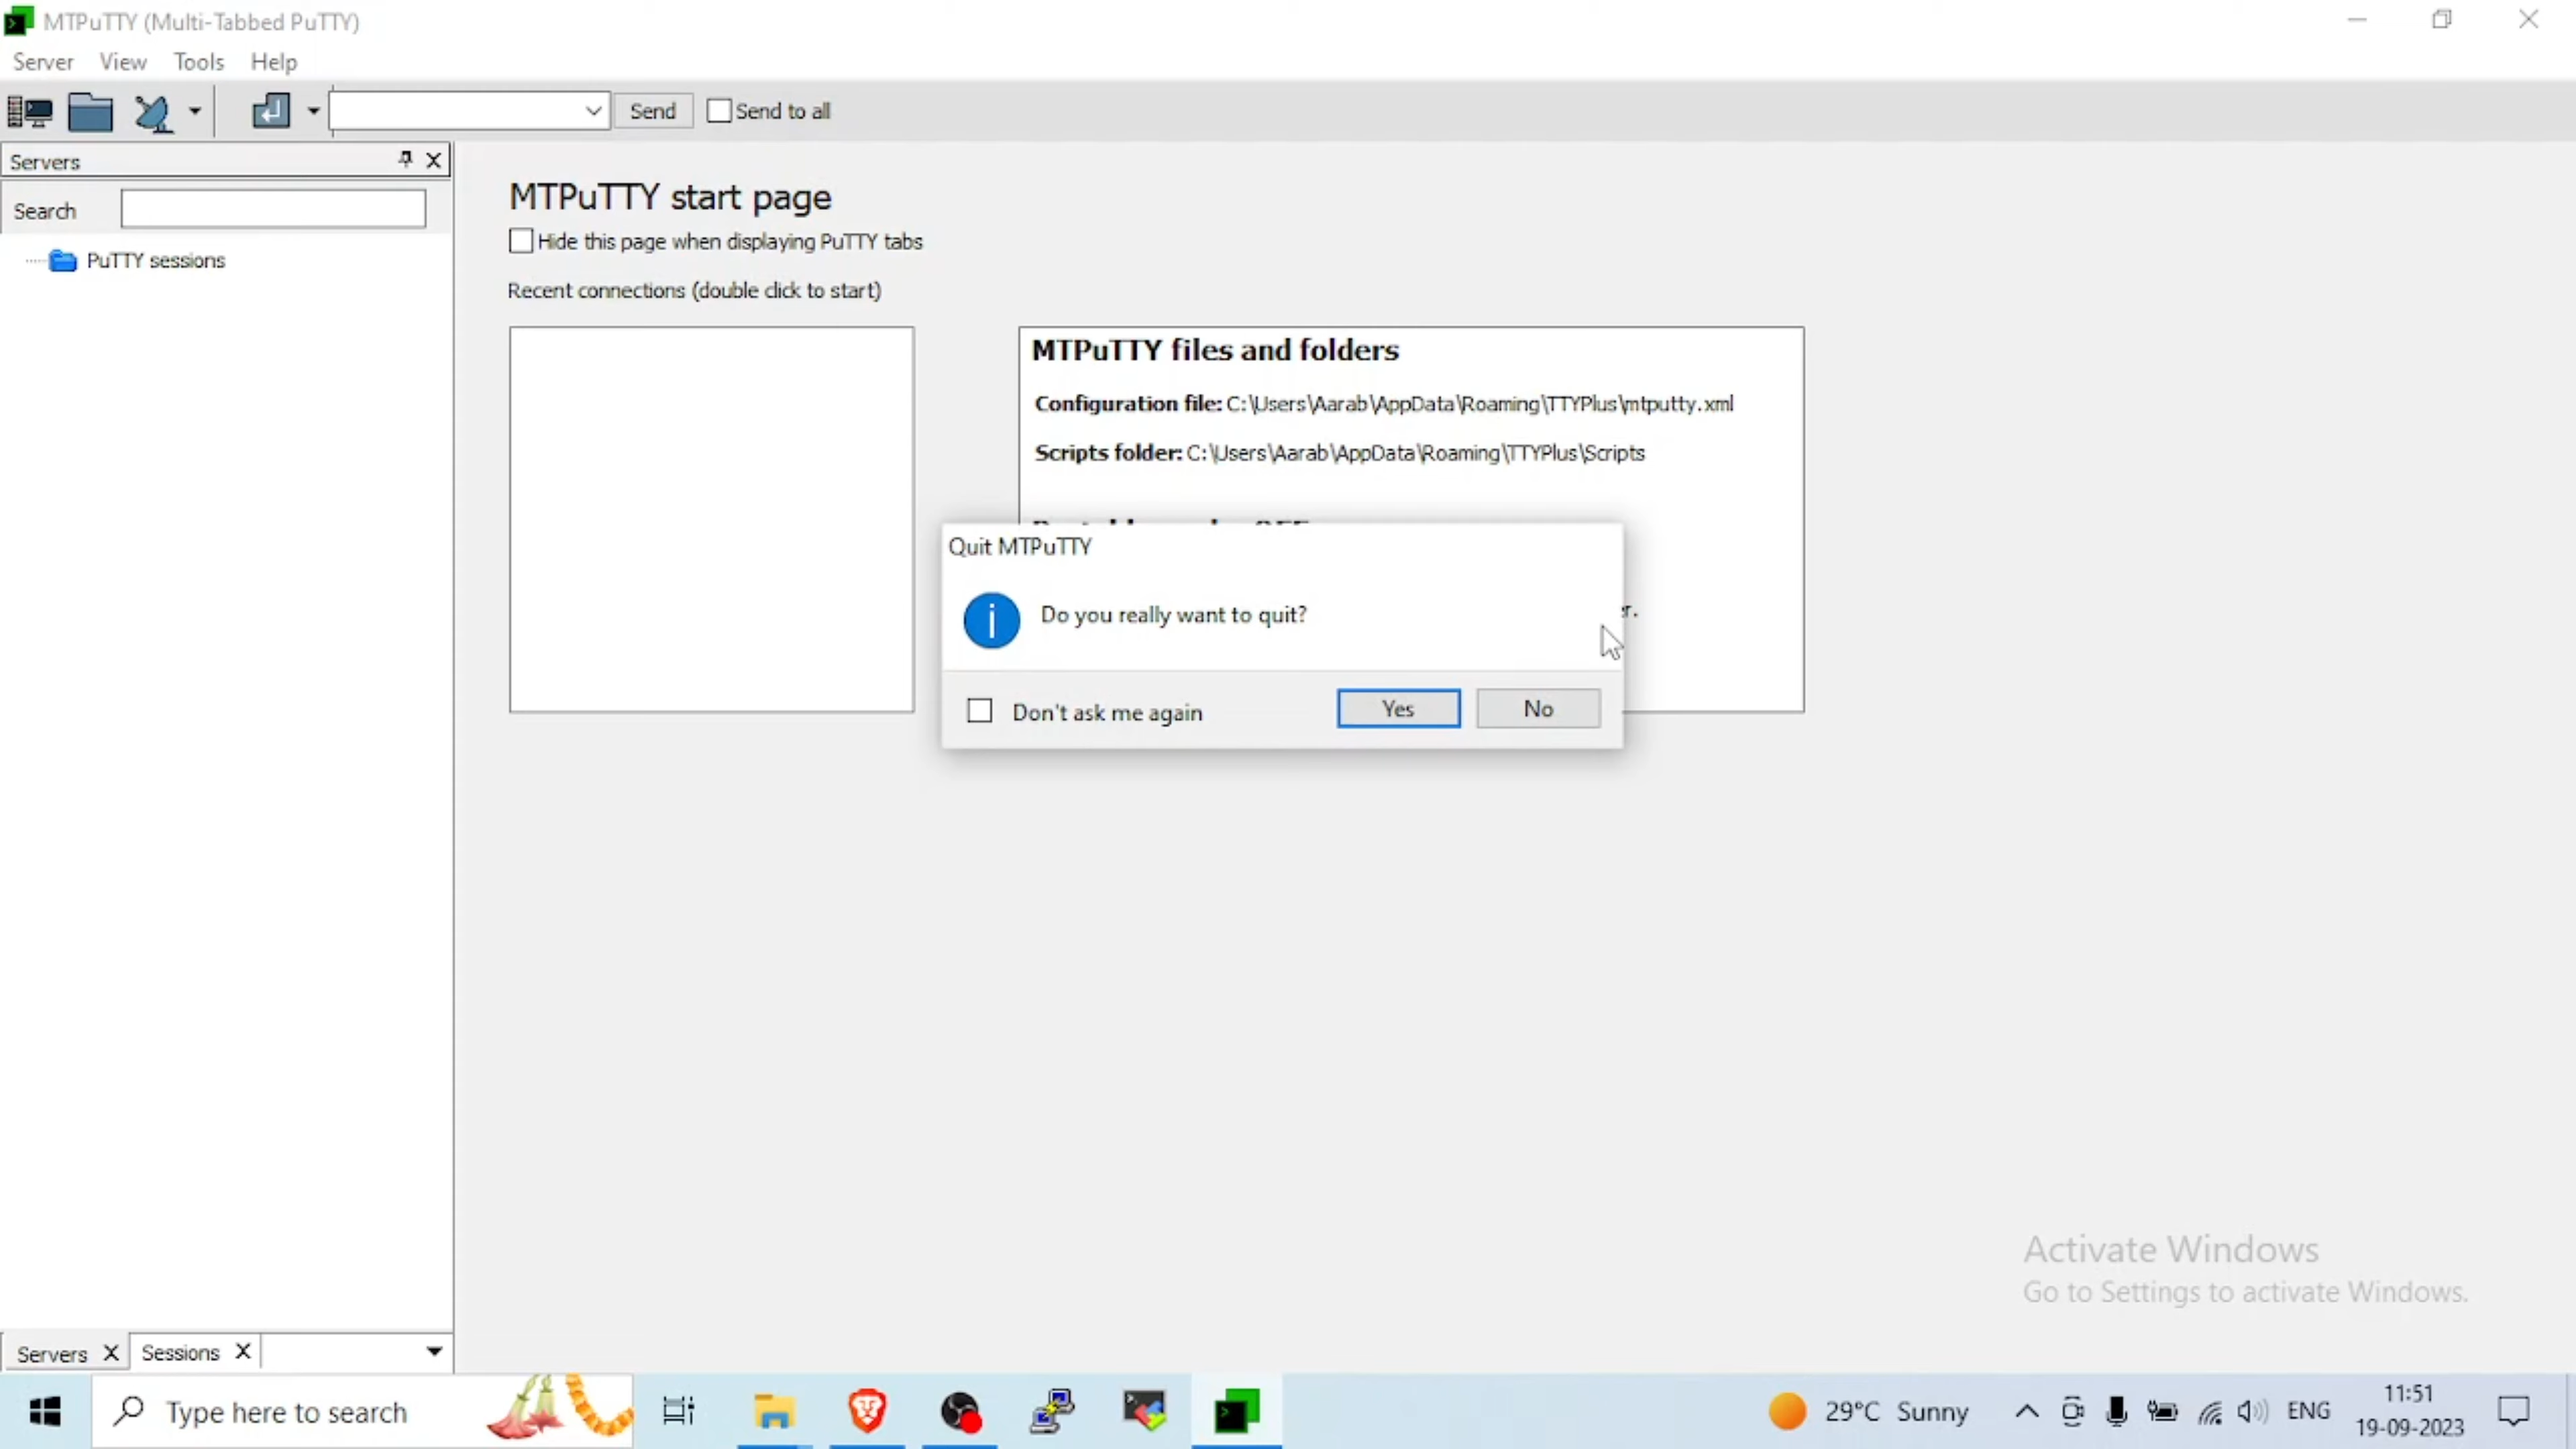 MTPuTTY (Multi-Tabbed PuTTY)
Server View Tools Help
Send Send to all
Servers
Search
PuTTY sessions
MTPuTTY start page
Hide this page when displaying PuTTY tabs
Recent connections (double click to start)
MTPuTTY files and folders
Configuration file: C:\Users\Aarab\AppData\Roaming\TTYPlus\mtputty.xml
Scripts folder: C:\Users\Aarab\AppData\Roaming\TTYPlus\Scripts
Quit MTPuTTY
Do you really want to quit?
Don't ask me again Yes No
Activate Windows
Go to Settings to activate Windows.
Servers Sessions
Type here to search
29°C Sunny
ENG
11:51
19-09-2023